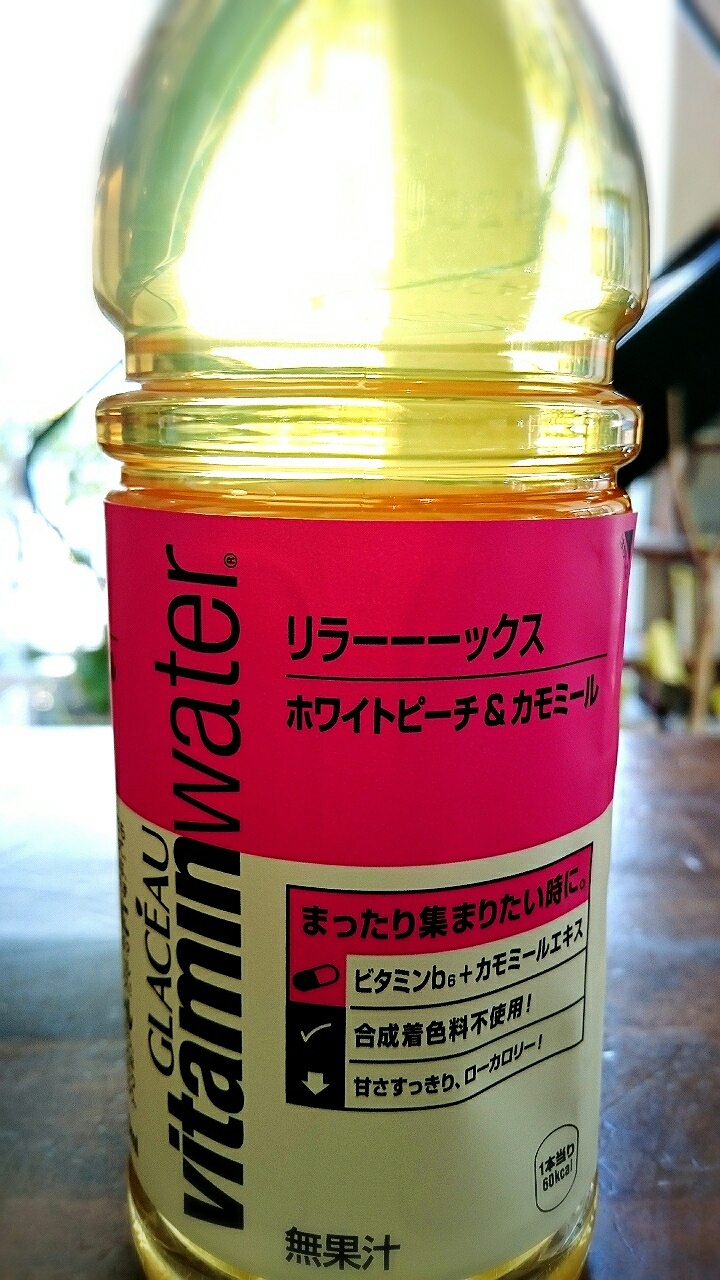 GLACÉAU
vitaminwater®
リラーーーックス
ホワイトピーチ&カモミール
まったり集まりたい時に。
ビタミンb₆+カモミールエキス
合成着色料不使用!
甘さすっきり、ローカロリー!
1本当り
60kcal
無果汁